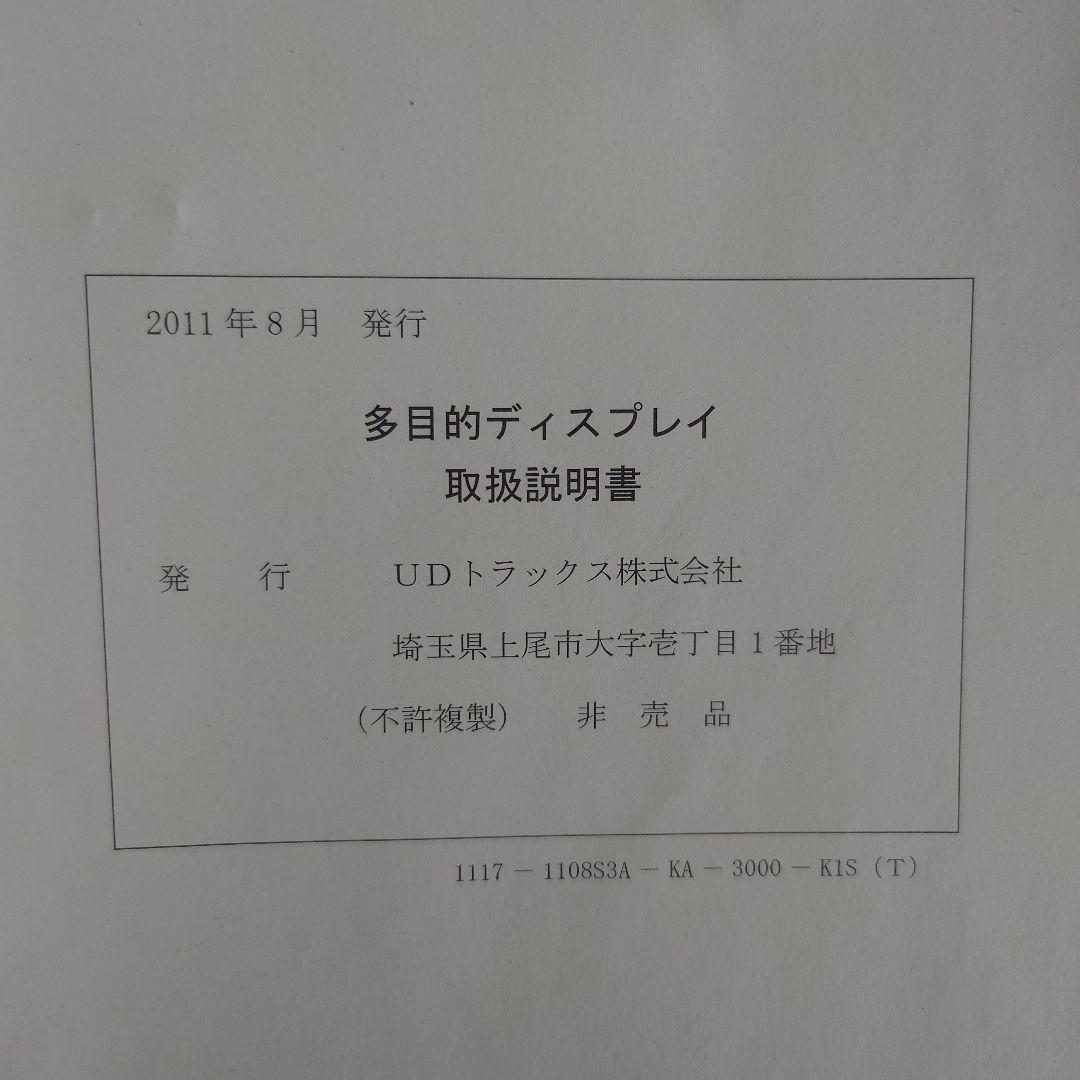 2011年8月　発行
多目的ディスプレイ
取扱説明書
発　　行　　　ＵＤトラックス株式会社
埼玉県上尾市大字壱丁目1番地
（不許複製）　　非　売　品
1117－1108S3A－KA－3000－K1S（T）